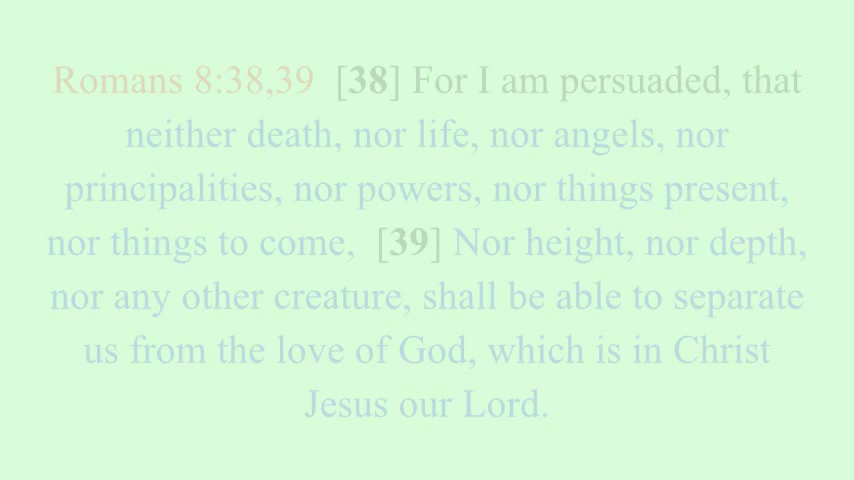 Romans 8:38,39  [38] For I am persuaded, that
neither death, nor life, nor angels, nor
principalities, nor powers, nor things present,
nor things to come,  [39] Nor height, nor depth,
nor any other creature, shall be able to separate
us from the love of God, which is in Christ
Jesus our Lord.